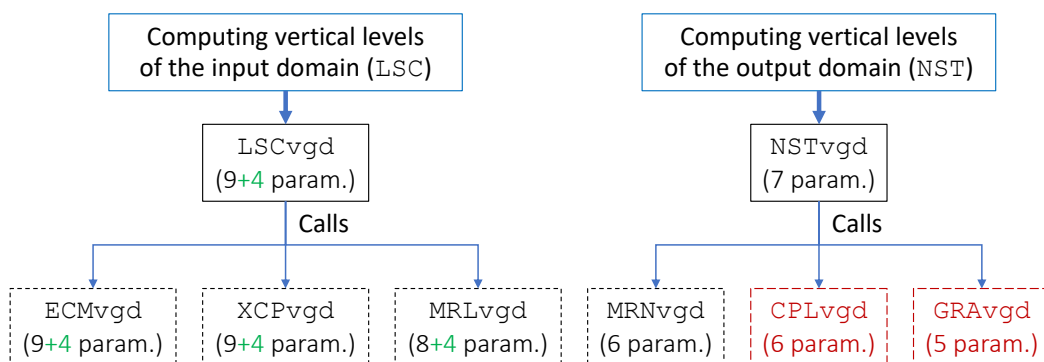 Computing vertical levels
of the input domain (LSC)
Computing vertical levels
of the output domain (NST)
LSCvgd
(9+4 param.)
NSTvgd
(7 param.)
Calls
Calls
ECMvgd
(9+4 param.)
XCPvgd
(9+4 param.)
MRLvgd
(8+4 param.)
MRNvgd
(6 param.)
CPLvgd
(6 param.)
GRAvgd
(5 param.)